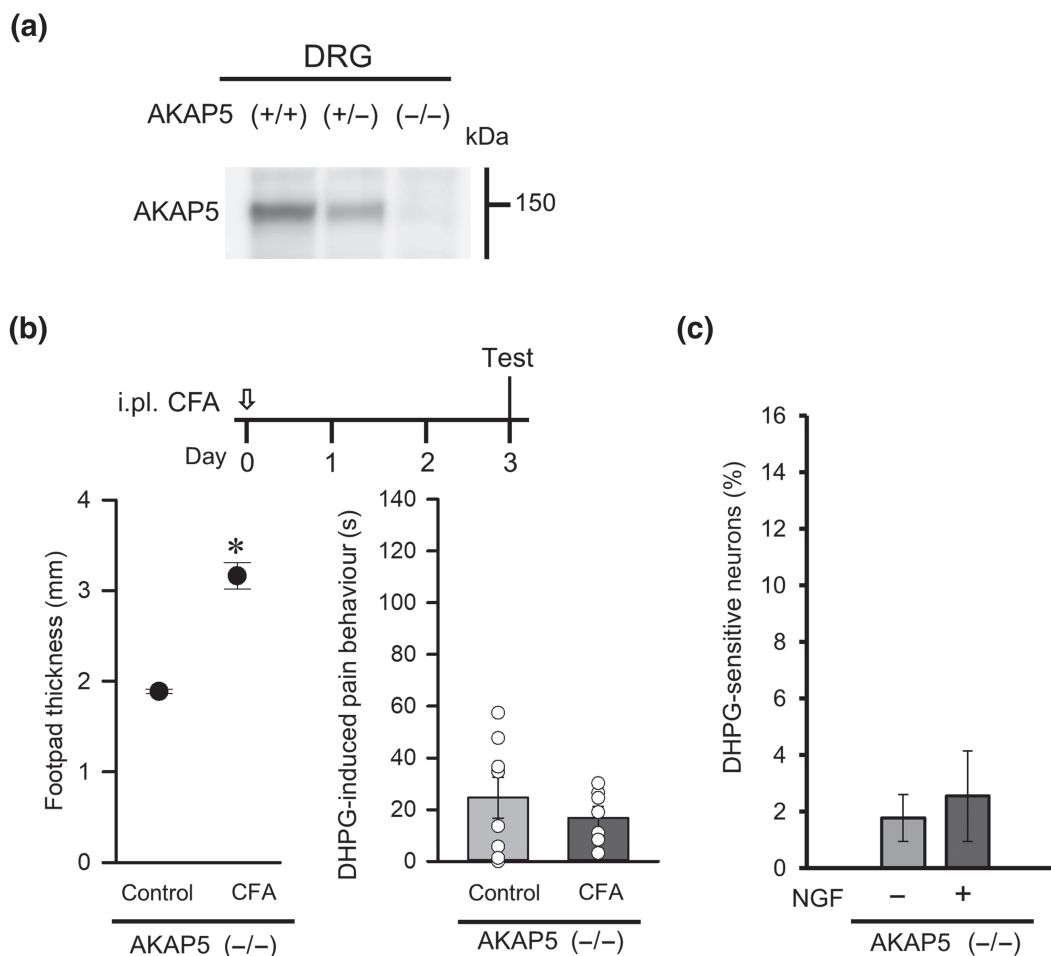 (a)
DRG
AKAP5 (+/+) (+/–) (–/–)
kDa
AKAP5
150
(b)
Test
i.pl. CFA
Day 0 1 2 3
Footpad thickness (mm)
4
3
2
1
0
*
Control CFA
AKAP5 (–/–)
DHPG-induced pain behaviour (s)
140
120
100
80
60
40
20
0
Control CFA
AKAP5 (–/–)
(c)
DHPG-sensitive neurons (%)
16
14
12
10
8
6
4
2
0
NGF – +
AKAP5 (–/–)